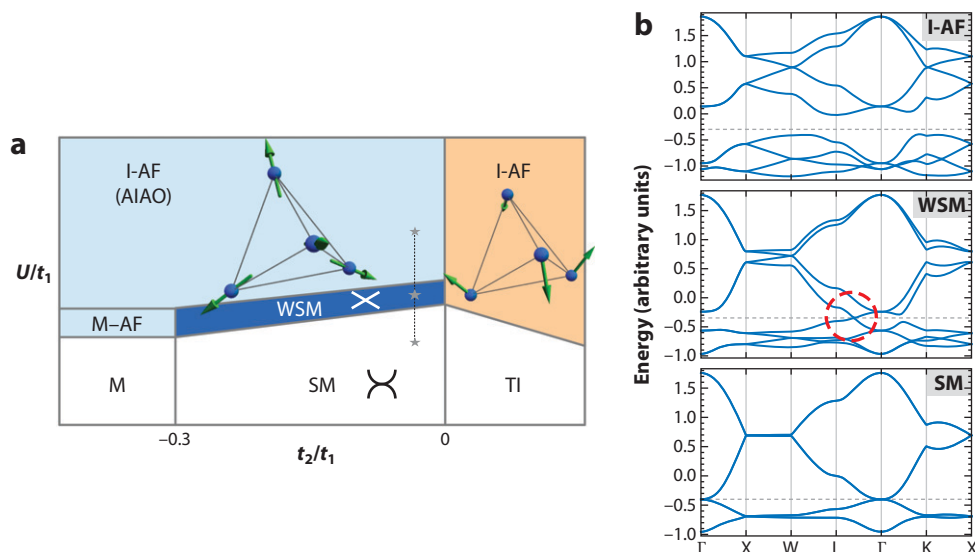 a
I-AF
(AIAO)
I-AF
U/t1
WSM
M–AF
M
SM
TI
−0.3
0
t2/t1
b
Energy (arbitrary units)
I-AF
1.5
1.0
0.5
0.0
−0.5
−1.0
WSM
1.5
1.0
0.5
0.0
−0.5
−1.0
SM
1.5
1.0
0.5
0.0
−0.5
−1.0
Γ X W L Γ K X